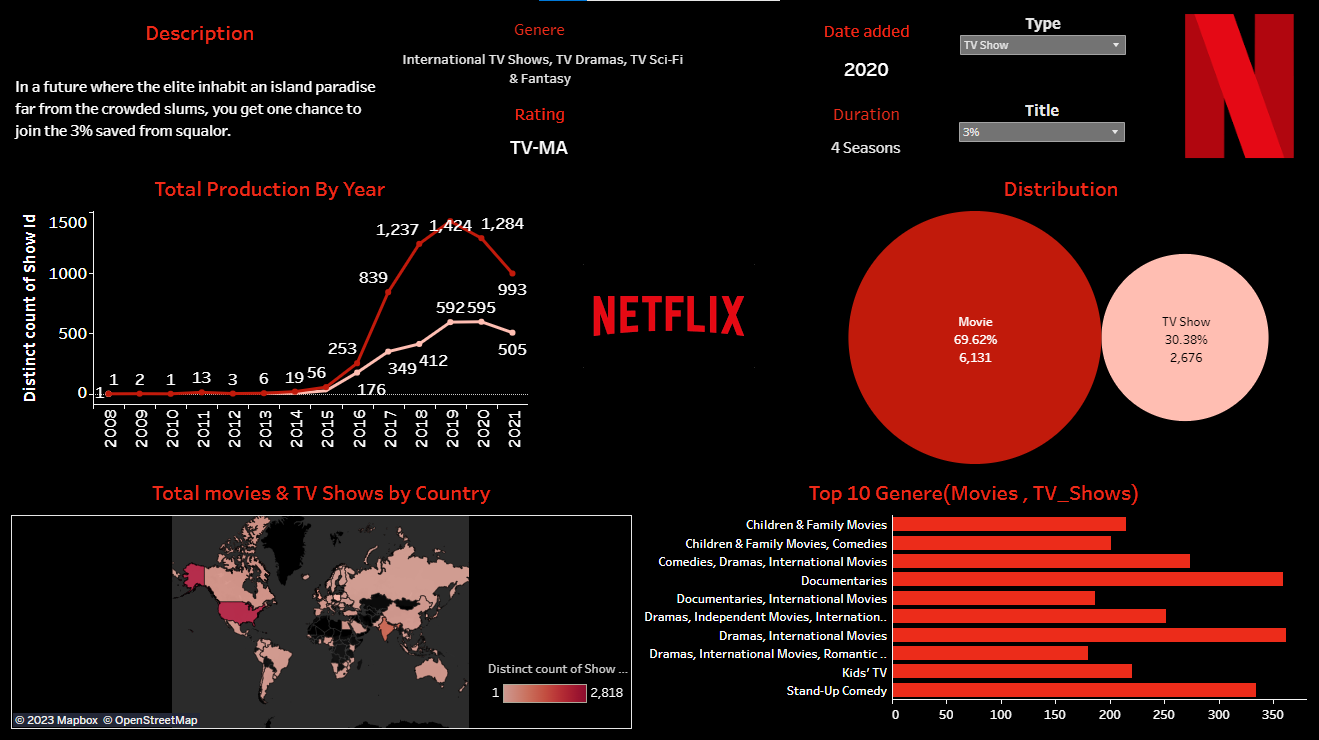 Description
In a future where the elite inhabit an island paradise
far from the crowded slums, you get one chance to
join the 3% saved from squalor.
Genere
International TV Shows, TV Dramas, TV Sci-Fi
& Fantasy
Rating
TV-MA
Date added
2020
Duration
4 Seasons
Type
TV Show
Title
3%
Total Production By Year
Distinct count of Show Id
1500
1000
500
0
1
1
2
1
13
3
6
19
56
253
839
1,237
1,424
1,284
993
176
349
412
592
595
505
2008
2009
2010
2011
2012
2013
2014
2015
2016
2017
2018
2019
2020
2021
NETFLIX
Distribution
Movie
69.62%
6,131
TV Show
30.38%
2,676
Total movies & TV Shows by Country
Distinct count of Show ...
1
2,818
© 2023 Mapbox © OpenStreetMap
Top 10 Genere(Movies , TV_Shows)
Children & Family Movies
Children & Family Movies, Comedies
Comedies, Dramas, International Movies
Documentaries
Documentaries, International Movies
Dramas, Independent Movies, Internation..
Dramas, International Movies
Dramas, International Movies, Romantic ..
Kids' TV
Stand-Up Comedy
0
50
100
150
200
250
300
350